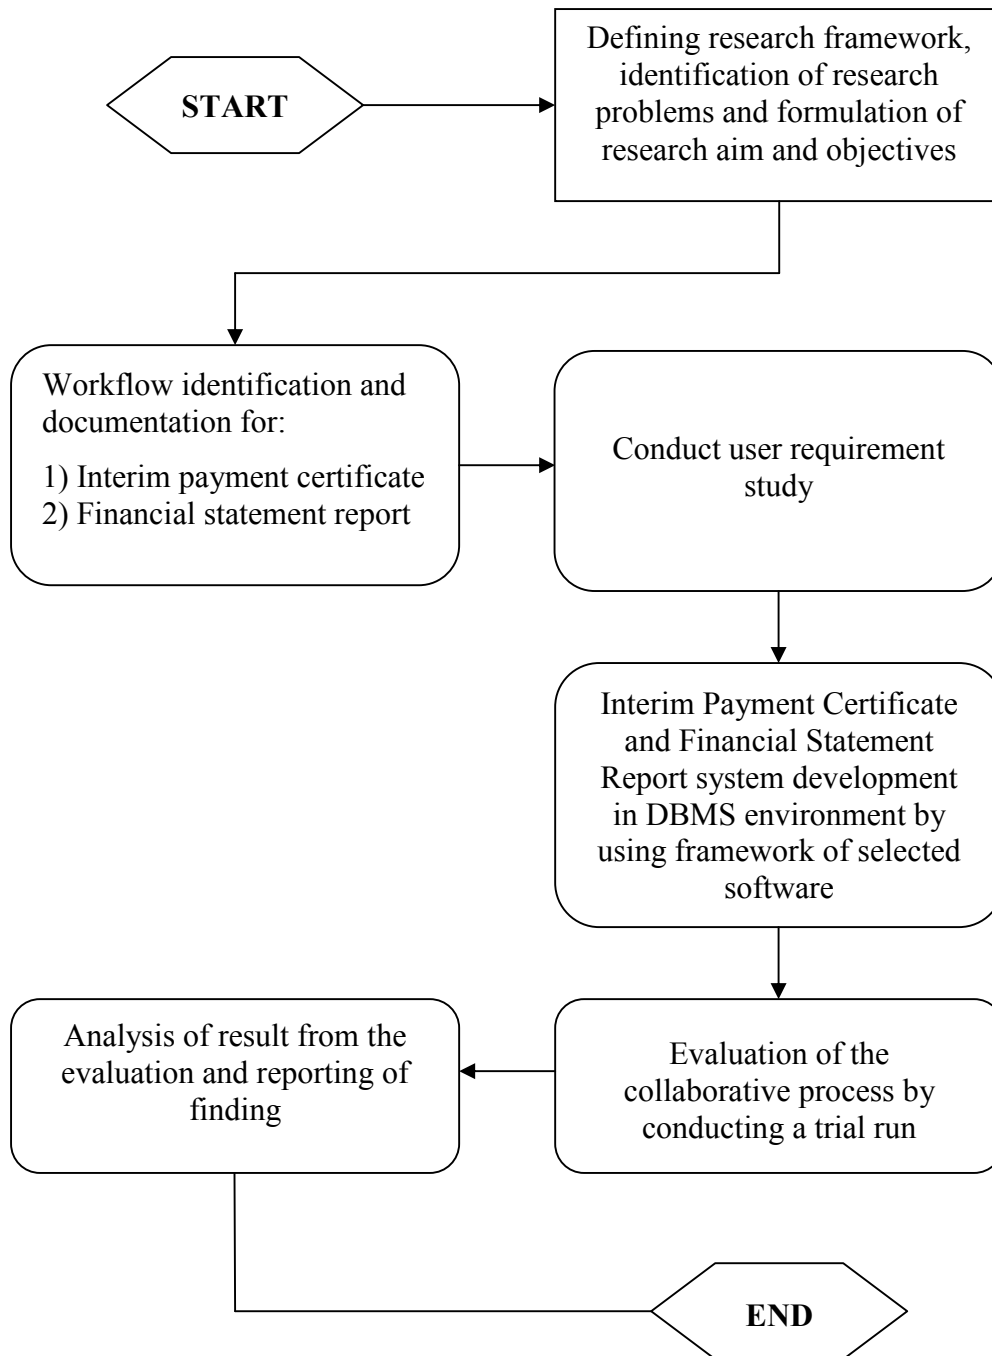 START
Defining research framework,
identification of research
problems and formulation of
research aim and objectives
Workflow identification and
documentation for:
1) Interim payment certificate
2) Financial statement report
Conduct user requirement
study
Interim Payment Certificate
and Financial Statement
Report system development
in DBMS environment by
using framework of selected
software
Evaluation of the
collaborative process by
conducting a trial run
Analysis of result from the
evaluation and reporting of
finding
END